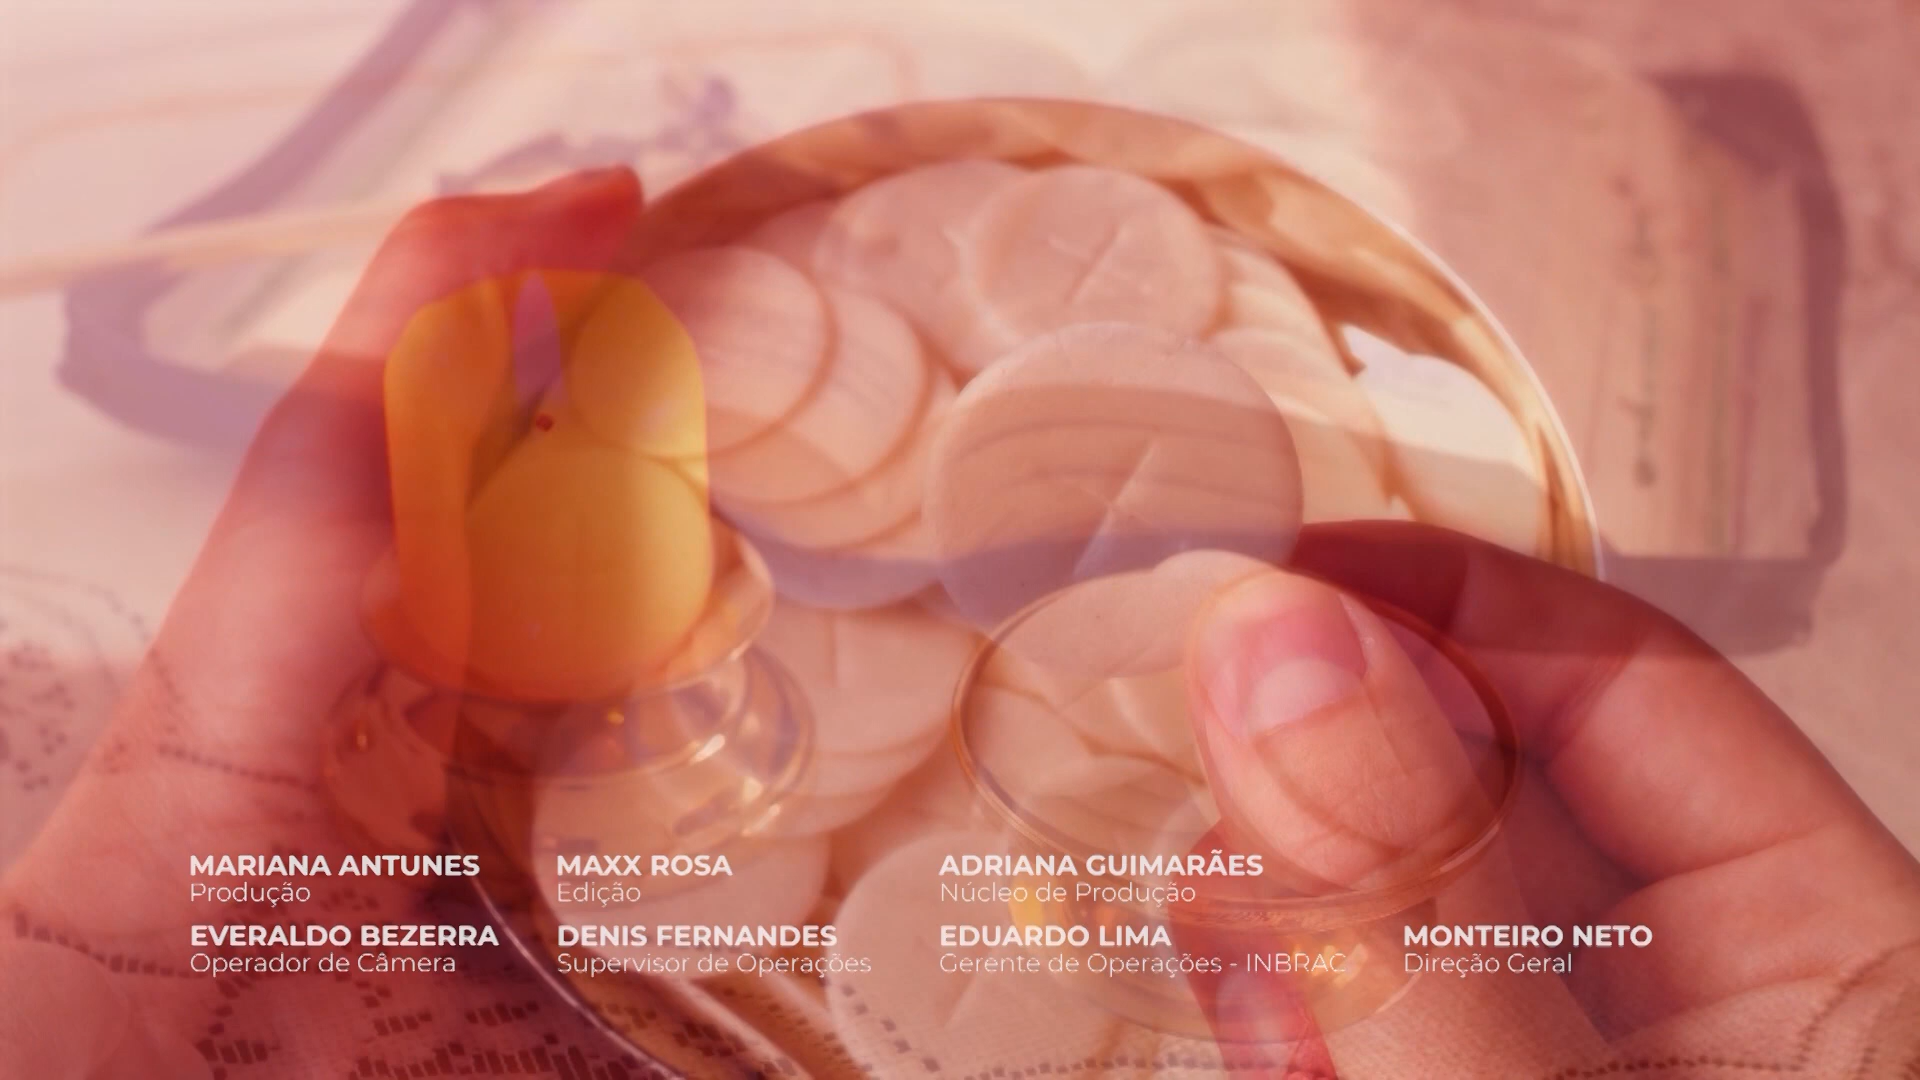 MARIANA ANTUNES
Produção
MAXX ROSA
Edição
ADRIANA GUIMARÃES
Núcleo de Produção
EVERALDO BEZERRA
Operador de Câmera
DENIS FERNANDES
Supervisor de Operações
EDUARDO LIMA
Gerente de Operações - INBRAC
MONTEIRO NETO
Direção Geral